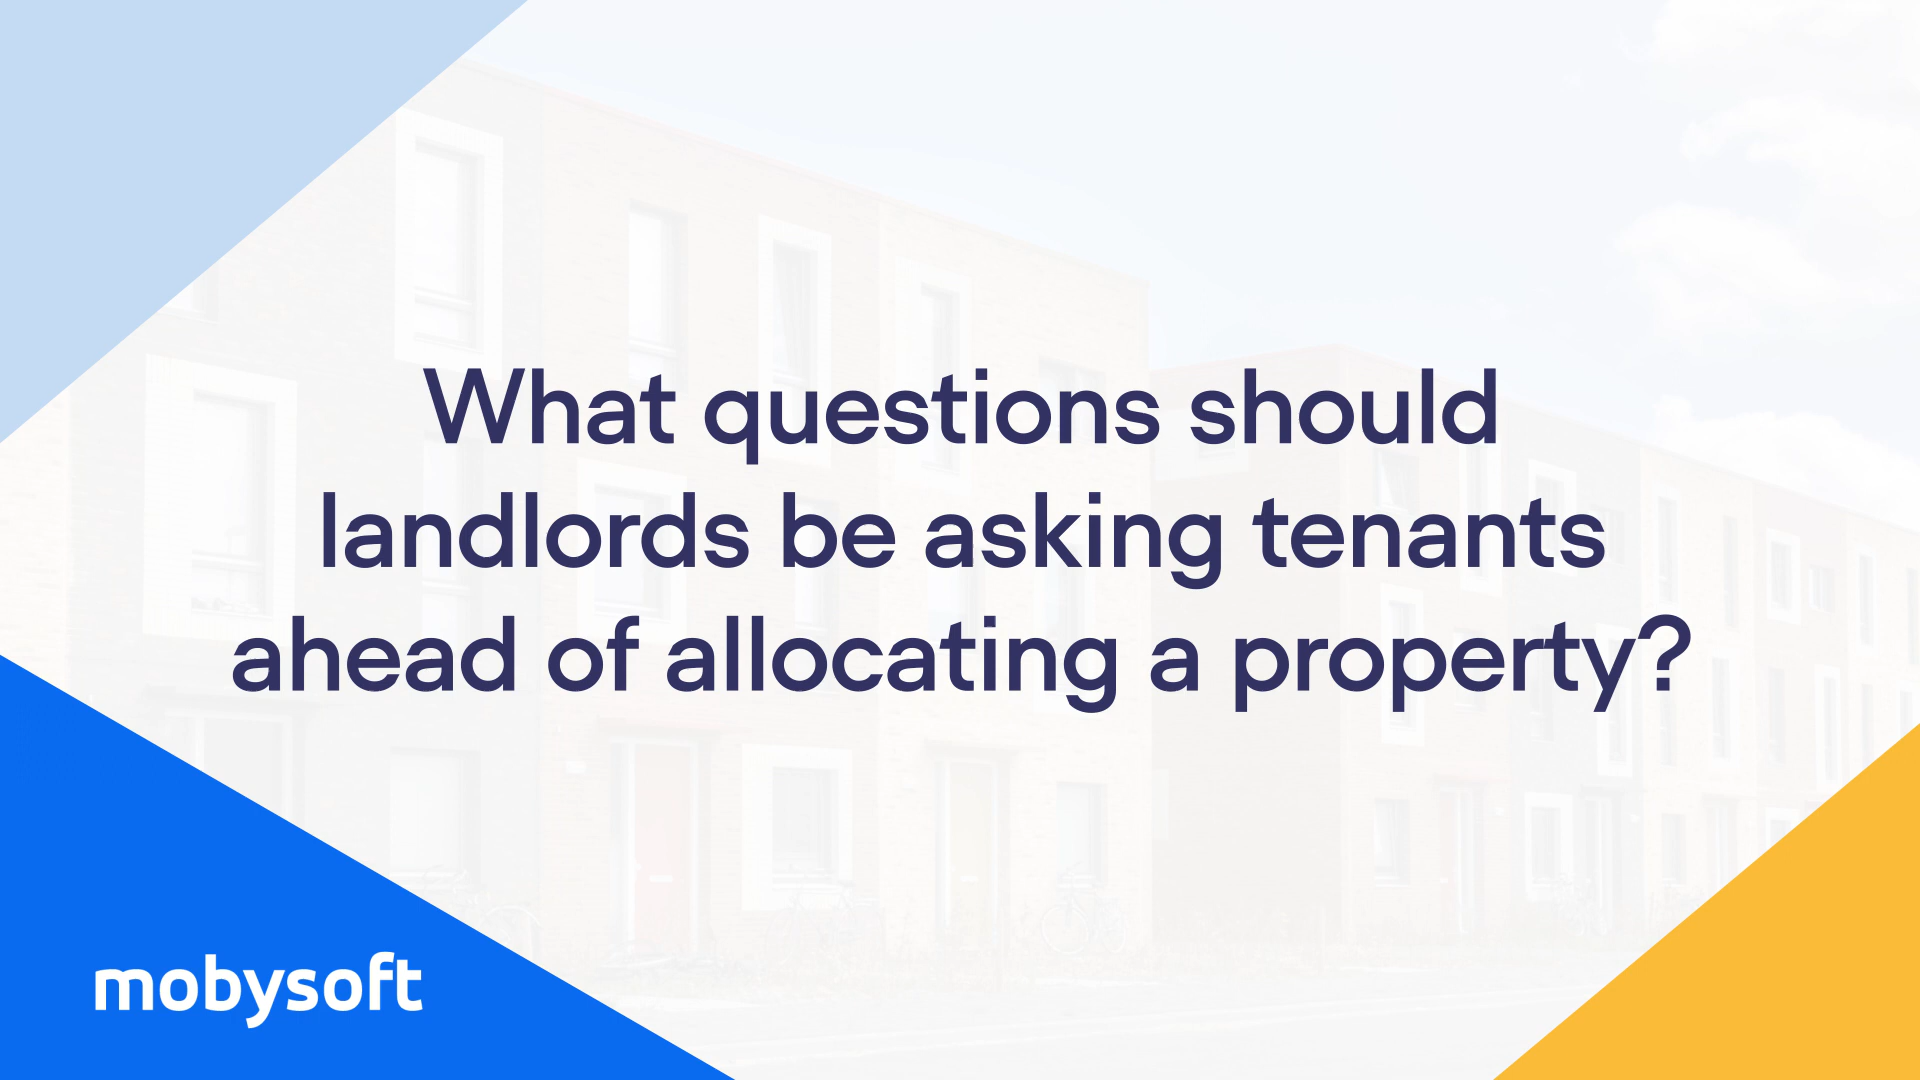 What questions should
landlords be asking tenants
ahead of allocating a property?
mobysoft